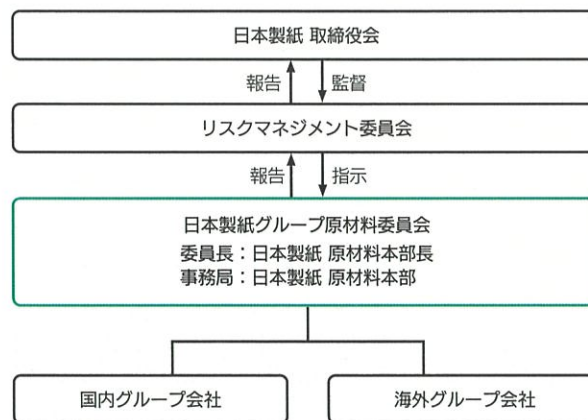 日本製紙 取締役会
報告 監督
リスクマネジメント委員会
報告 指示
日本製紙グループ原材料委員会
委員長：日本製紙 原材料本部長
事務局：日本製紙 原材料本部
国内グループ会社 海外グループ会社